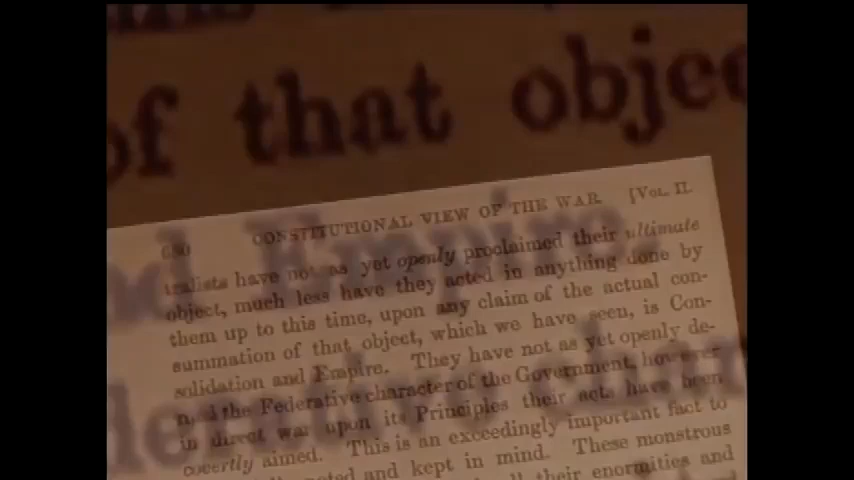 of that objec
680 CONSTITUTIONAL VIEW OF THE WAR. [VOL. II.
tralists have not as yet openly proclaimed their ultimate
object, much less have they acted in anything done by
them up to this time, upon any claim of the actual con-
summation of that object, which we have seen, is Con-
solidation and Empire. They have not as yet openly de-
the Federative character of the Government, however
in direct war upon its Principles their acts have been
covertly aimed. This is an exceedingly important fact to
noted and kept in mind. These monstrous
their enormities and
nd Empire.
derative char